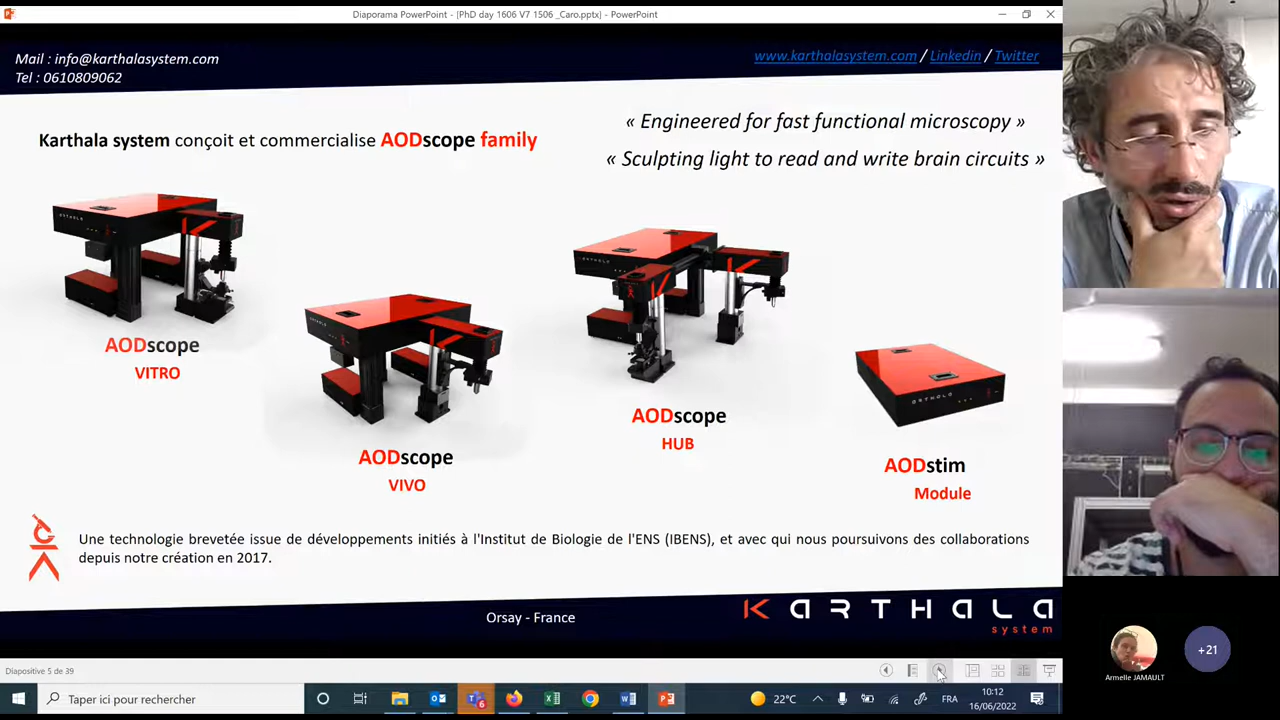 Diaporama PowerPoint - [PhD day 1606 V7 1506 _Caro.pptx] - PowerPoint
Mail : info@karthalasystem.com
Tel : 0610809062
www.karthalasystem.com / Linkedin / Twitter
Karthala system conçoit et commercialise AODscope family
« Engineered for fast functional microscopy »
« Sculpting light to read and write brain circuits »
AODscope
VITRO
AODscope
VIVO
AODscope
HUB
AODstim
Module
Une technologie brevetée issue de développements initiés à l'Institut de Biologie de l'ENS (IBENS), et avec qui nous poursuivons des collaborations
depuis notre création en 2017.
Orsay - France
KARTHALA
system
Armelle JAMAULT
+21
Diapositive 5 de 39
Taper ici pour rechercher
6
22°C
FRA
10:12
16/06/2022